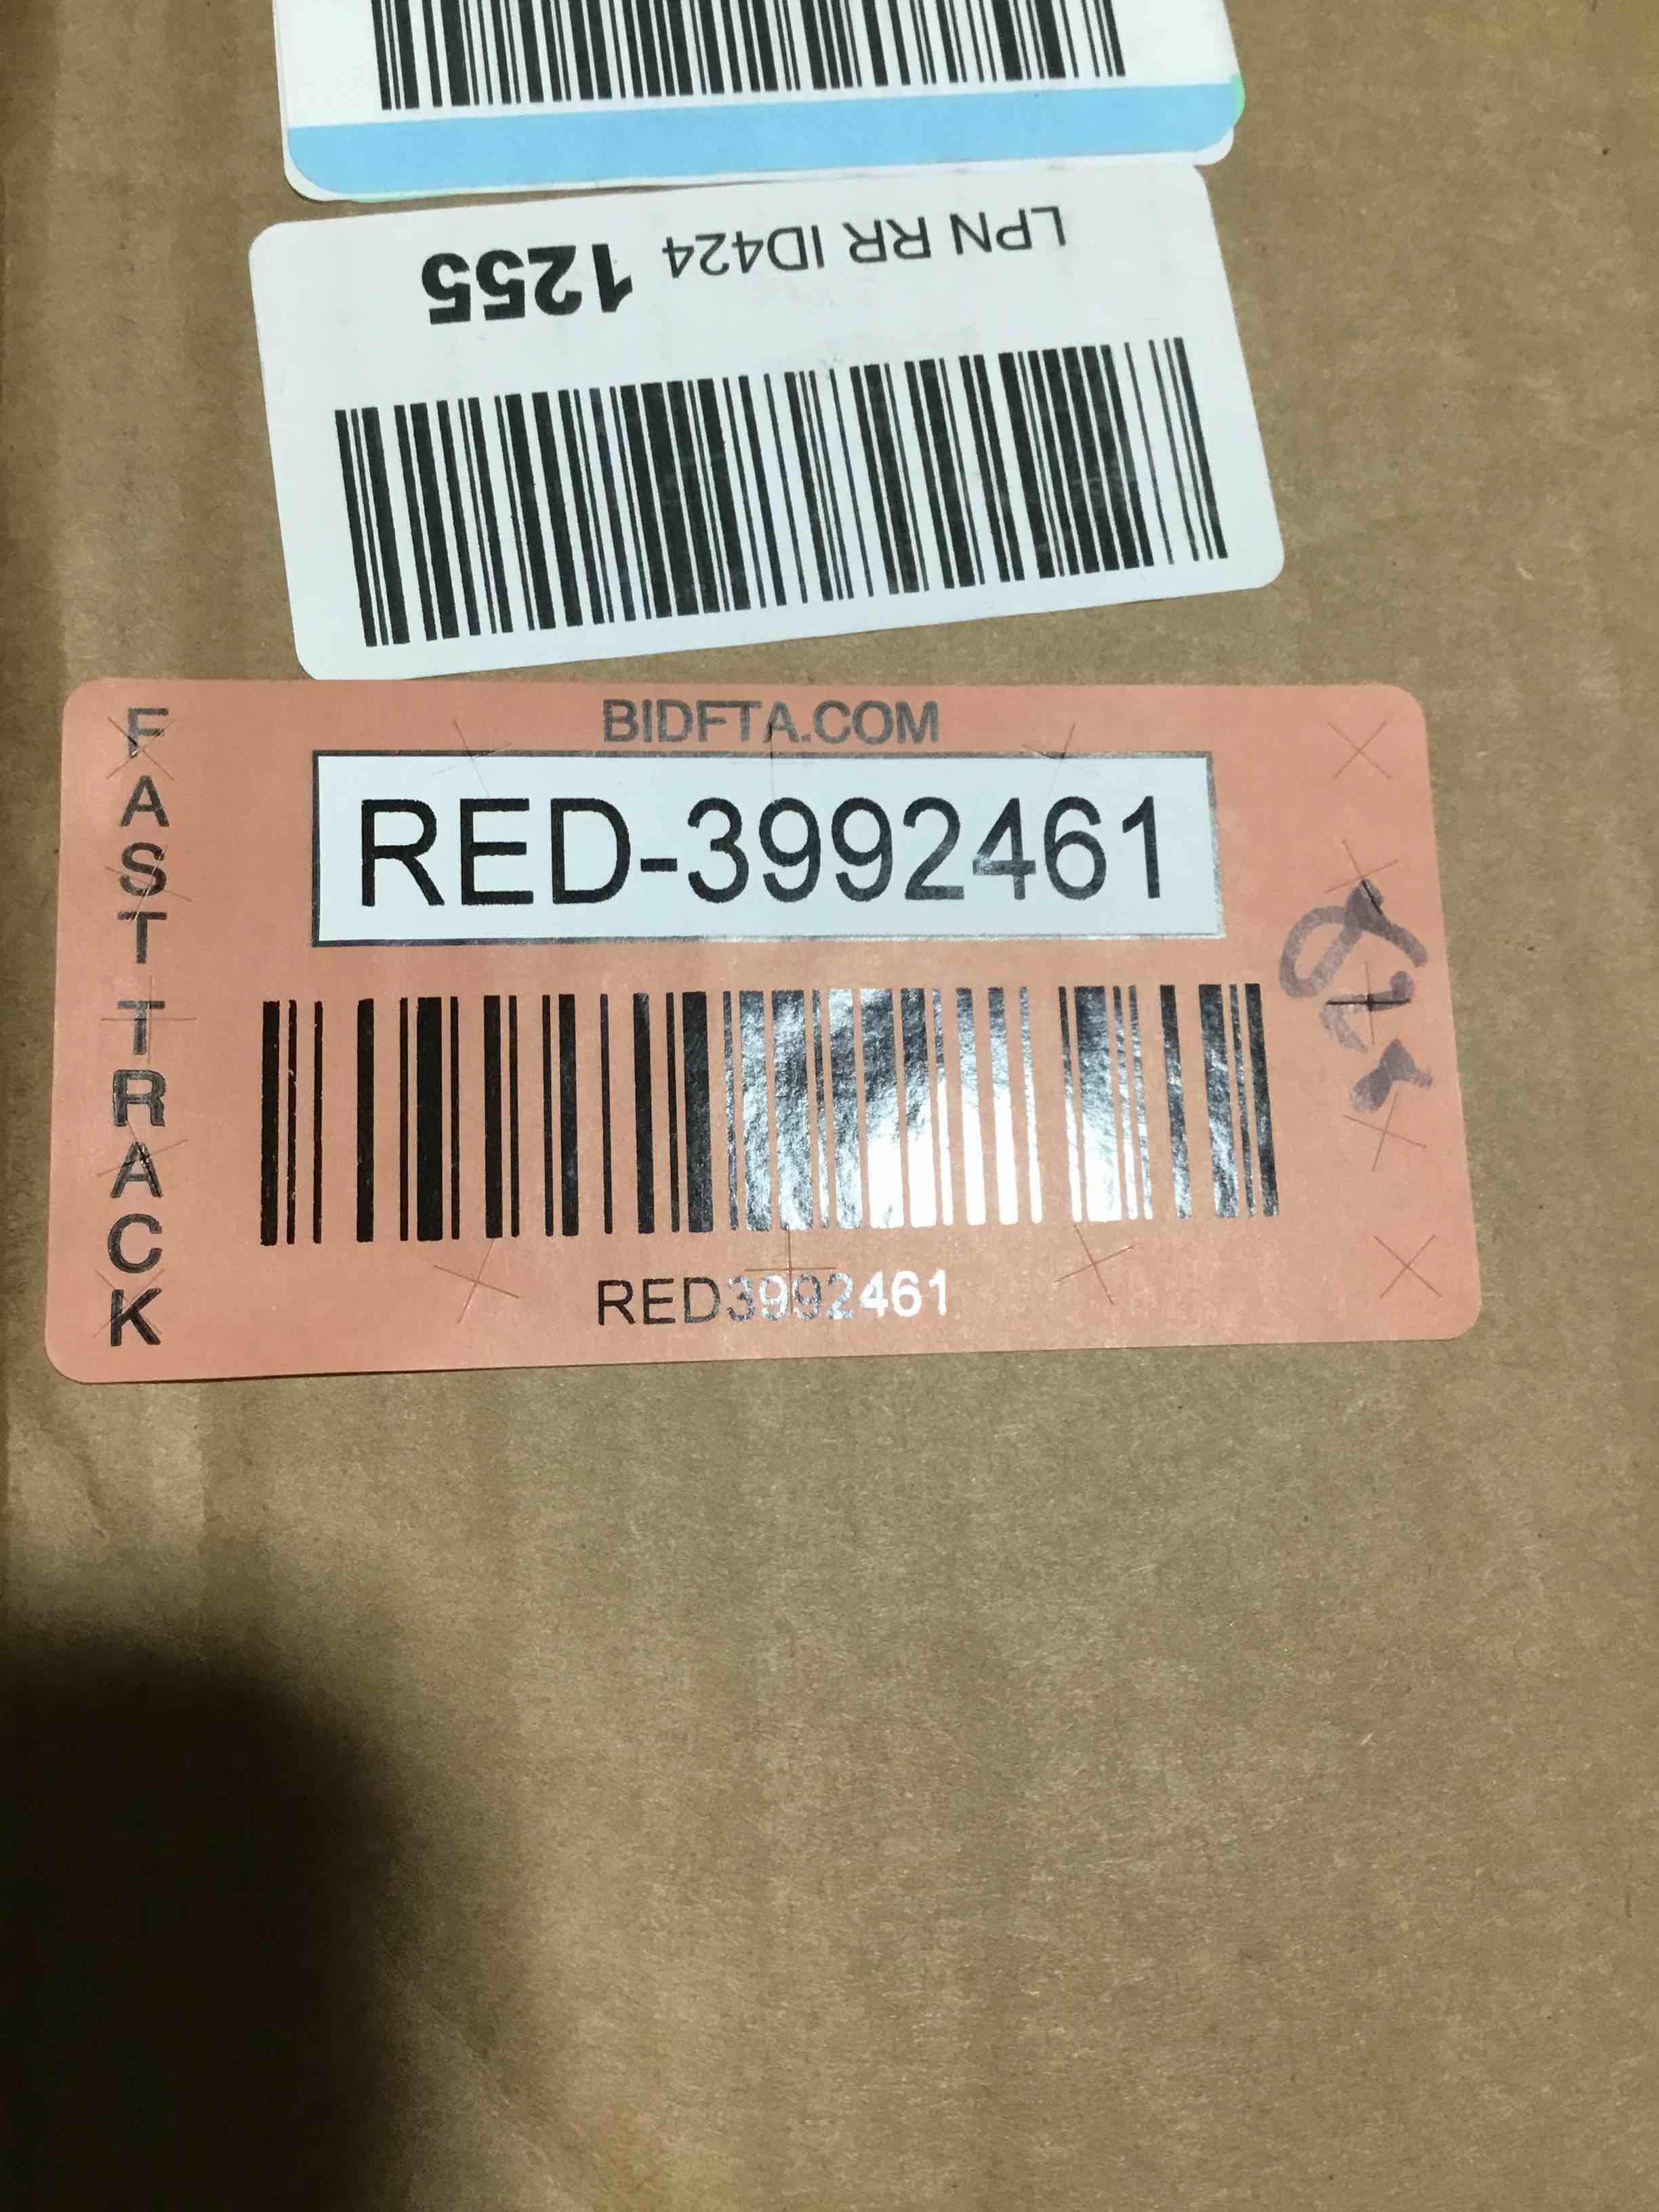 LPN RR ID424 1255
BIDFTA.COM
RED-3992461
FAST TRACK
RED3992461